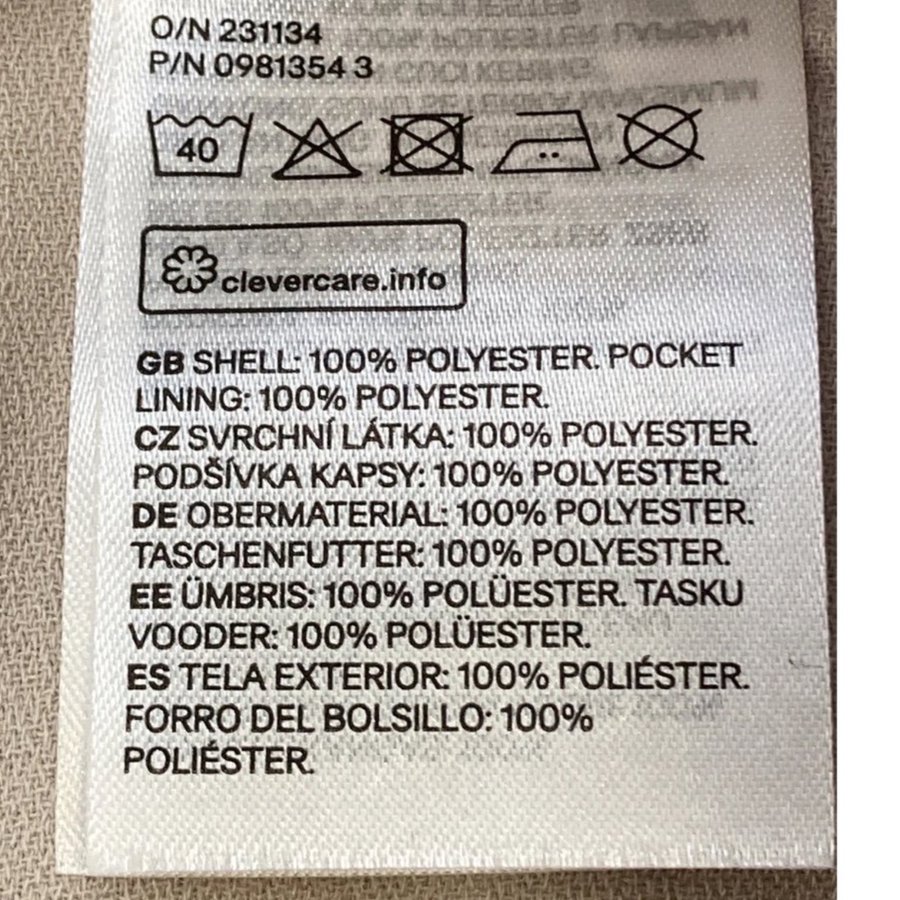 O/N 231134
P/N 0981354 3
40
clevercare.info
GB SHELL: 100% POLYESTER. POCKET
LINING: 100% POLYESTER.
CZ SVRCHNÍ LÁTKA: 100% POLYESTER.
PODŠÍVKA KAPSY: 100% POLYESTER.
DE OBERMATERIAL: 100% POLYESTER.
TASCHENFUTTER: 100% POLYESTER.
EE ÜMBRIS: 100% POLÜESTER. TASKU
VOODER: 100% POLÜESTER.
ES TELA EXTERIOR: 100% POLIÉSTER.
FORRO DEL BOLSILLO: 100%
POLIÉSTER.